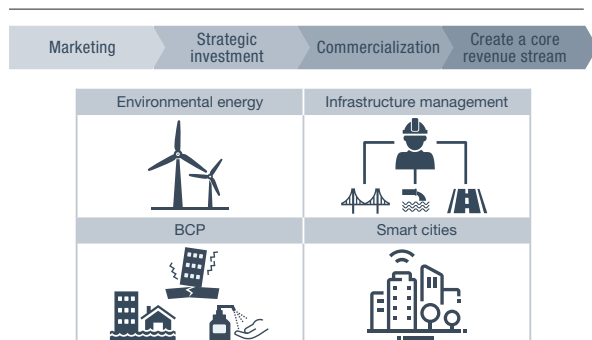 Marketing
Strategic
investment
Commercialization
Create a core
revenue stream
Environmental energy
Infrastructure management
BCP
Smart cities